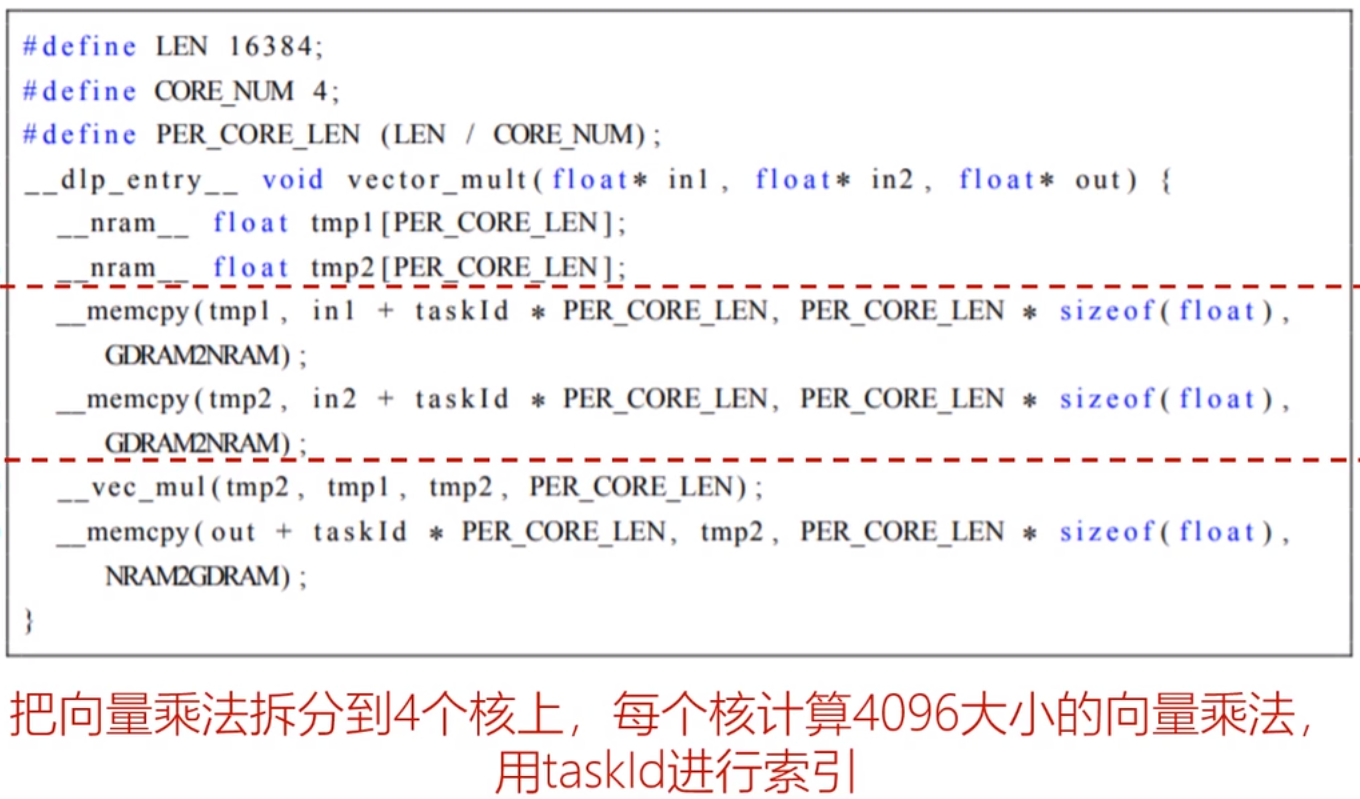 #define LEN 16384;
#define CORE_NUM 4;
#define PER_CORE_LEN (LEN / CORE_NUM);
__dlp_entry__ void vector_mult(float* in1, float* in2, float* out) {
__nram__ float tmp1[PER_CORE_LEN];
__nram__ float tmp2[PER_CORE_LEN];
__memcpy(tmp1, in1 + taskId * PER_CORE_LEN, PER_CORE_LEN * sizeof(float),
GDRAM2NRAM);
__memcpy(tmp2, in2 + taskId * PER_CORE_LEN, PER_CORE_LEN * sizeof(float),
GDRAM2NRAM);
__vec_mul(tmp2, tmp1, tmp2, PER_CORE_LEN);
__memcpy(out + taskId * PER_CORE_LEN, tmp2, PER_CORE_LEN * sizeof(float),
NRAM2GDRAM);
}
把向量乘法拆分到4个核上，每个核计算4096大小的向量乘法，
用taskId进行索引